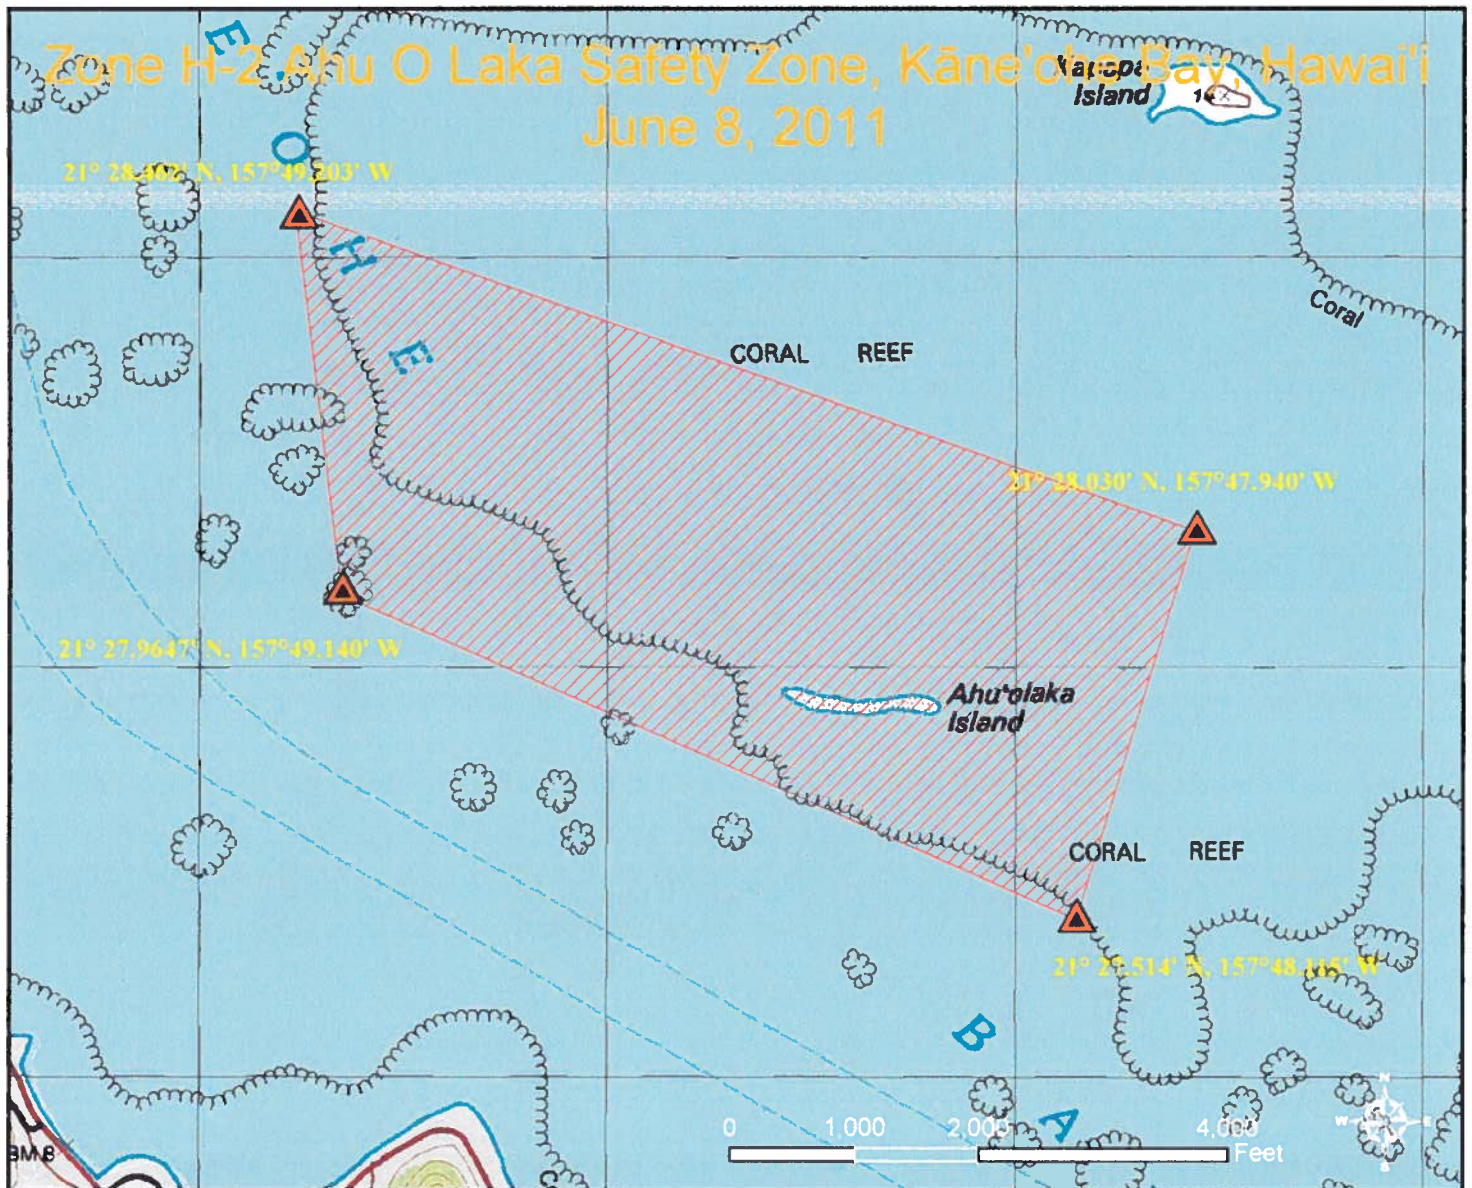 E
Zone H-2 Ahu O Laka Safety Zone, Kāne'ohe Bay, Hawai'i
June 8, 2011
Kapapa
Island
1
O
21° 28.402' N, 157°49.203' W
H
E
Coral
CORAL REEF
21° 28.030' N, 157°47.940' W
21° 27.9647' N, 157°49.140' W
Ahu'olaka
Island
CORAL REEF
157°48.115' W
B
A
0 1,000 2,000 4,000
Feet
N
W E
S
BM 8